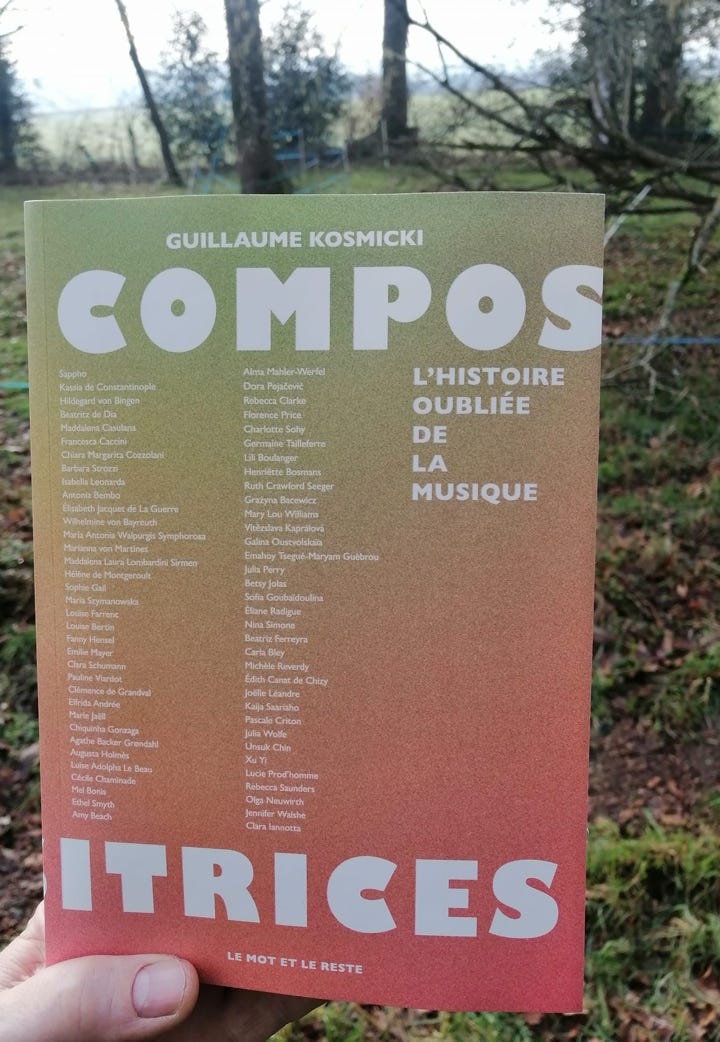 GUILLAUME KOSMICKI
COMPOS
Sappho
Kassia de Constantinople
Hildegard von Bingen
Beatritz de Dia
Maddalena Casulana
Francesca Caccini
Chiara Margarita Cozzolani
Barbara Strozzi
Isabella Leonarda
Antonia Bembo
Élisabeth Jacquet de La Guerre
Wilhelmine von Bayreuth
Maria Antonia Walpurgis Symphorosa
Marianna von Martines
Maddalena Laura Lombardini Sirmen
Hélène de Montgeroult
Sophie Gail
Maria Szymanowska
Louise Farrenc
Louise Bertin
Fanny Hensel
Emilie Mayer
Clara Schumann
Pauline Viardot
Clémence de Grandval
Elfrida Andrée
Marie Jaëll
Chiquinha Gonzaga
Agathe Backer Grøndahl
Augusta Holmès
Luise Adolpha Le Beau
Cécile Chaminade
Mel Bonis
Ethel Smyth
Amy Beach
Alma Mahler-Werfel
Dora Pejačević
Rebecca Clarke
Florence Price
Charlotte Sohy
Germaine Tailleferre
Lili Boulanger
Henriëtte Bosmans
Ruth Crawford Seeger
Grażyna Bacewicz
Mary Lou Williams
Vítězslava Kaprálová
Galina Oustvolskaïa
Emahoy Tsegué-Maryam Guèbrou
Julia Perry
Betsy Jolas
Sofia Goubaïdoulina
Éliane Radigue
Nina Simone
Beatriz Ferreyra
Carla Bley
Michèle Reverdy
Édith Canat de Chizy
Joëlle Léandre
Kaija Saariaho
Pascale Criton
Julia Wolfe
Unsuk Chin
Xu Yi
Lucie Prod'homme
Rebecca Saunders
Olga Neuwirth
Jennifer Walshe
Clara Iannotta
L'HISTOIRE
OUBLIÉE
DE
LA
MUSIQUE
ITRICES
LE MOT ET LE RESTE